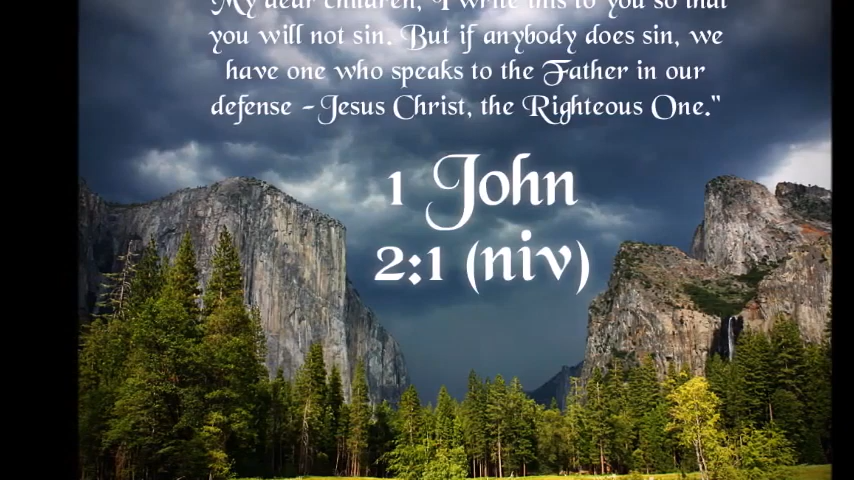 "My dear children, I write this to you so that
you will not sin. But if anybody does sin, we
have one who speaks to the Father in our
defense - Jesus Christ, the Righteous One."
1 John
2:1 (niv)